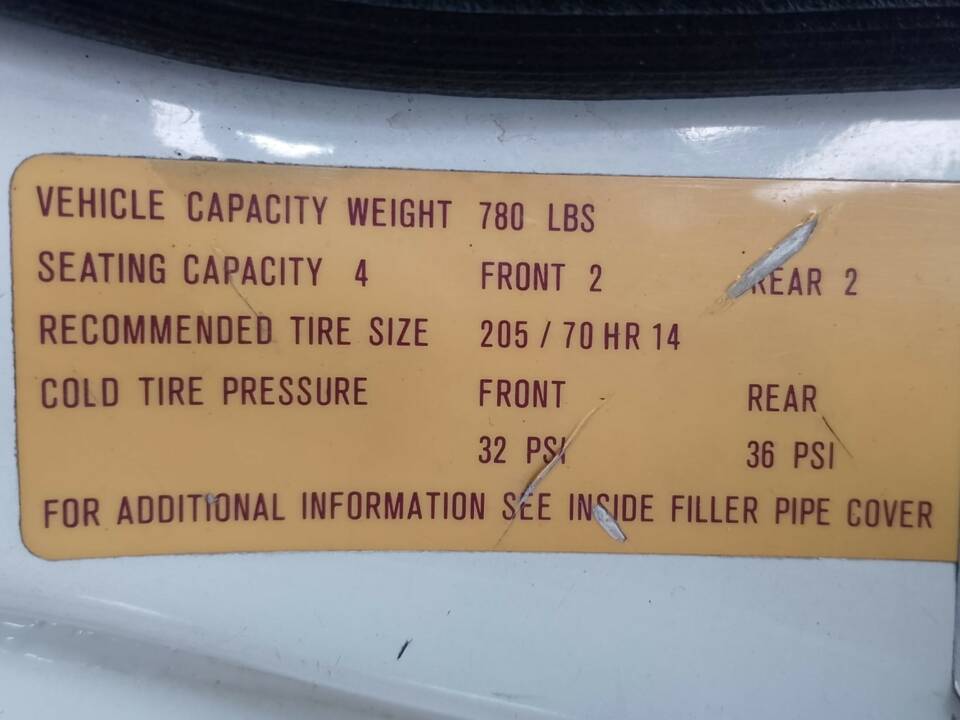 VEHICLE CAPACITY WEIGHT 780 LBS
SEATING CAPACITY 4 FRONT 2 REAR 2
RECOMMENDED TIRE SIZE 205 / 70 HR 14
COLD TIRE PRESSURE FRONT REAR
32 PSI 36 PSI
FOR ADDITIONAL INFORMATION SEE INSIDE FILLER PIPE COVER